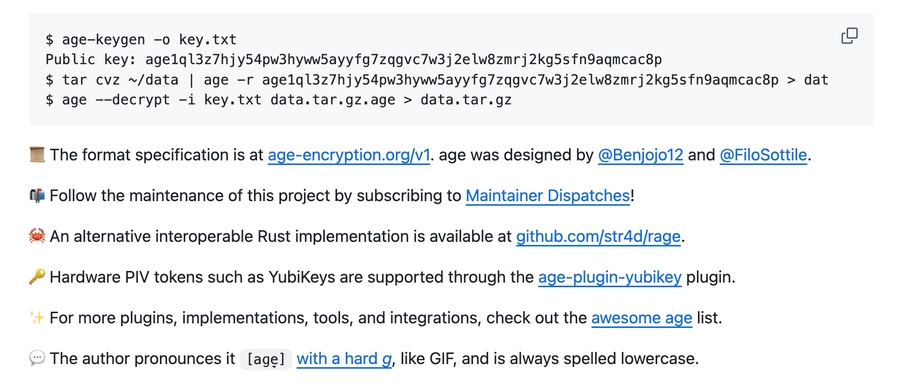 $ age-keygen -o key.txt
Public key: age1ql3z7hjy54pw3hyww5ayyfg7zqgvc7w3j2elw8zmrj2kg5sfn9aqmcac8p
$ tar cvz ~/data | age -r age1ql3z7hjy54pw3hyww5ayyfg7zqgvc7w3j2elw8zmrj2kg5sfn9aqmcac8p > dat
$ age --decrypt -i key.txt data.tar.gz.age > data.tar.gz
📜 The format specification is at age-encryption.org/v1. age was designed by @Benjojo12 and @FiloSottile.
📬 Follow the maintenance of this project by subscribing to Maintainer Dispatches!
🦀 An alternative interoperable Rust implementation is available at github.com/str4d/rage.
🔑 Hardware PIV tokens such as YubiKeys are supported through the age-plugin-yubikey plugin.
✨ For more plugins, implementations, tools, and integrations, check out the awesome age list.
💬 The author pronounces it [aɡe̞] with a hard g, like GIF, and is always spelled lowercase.